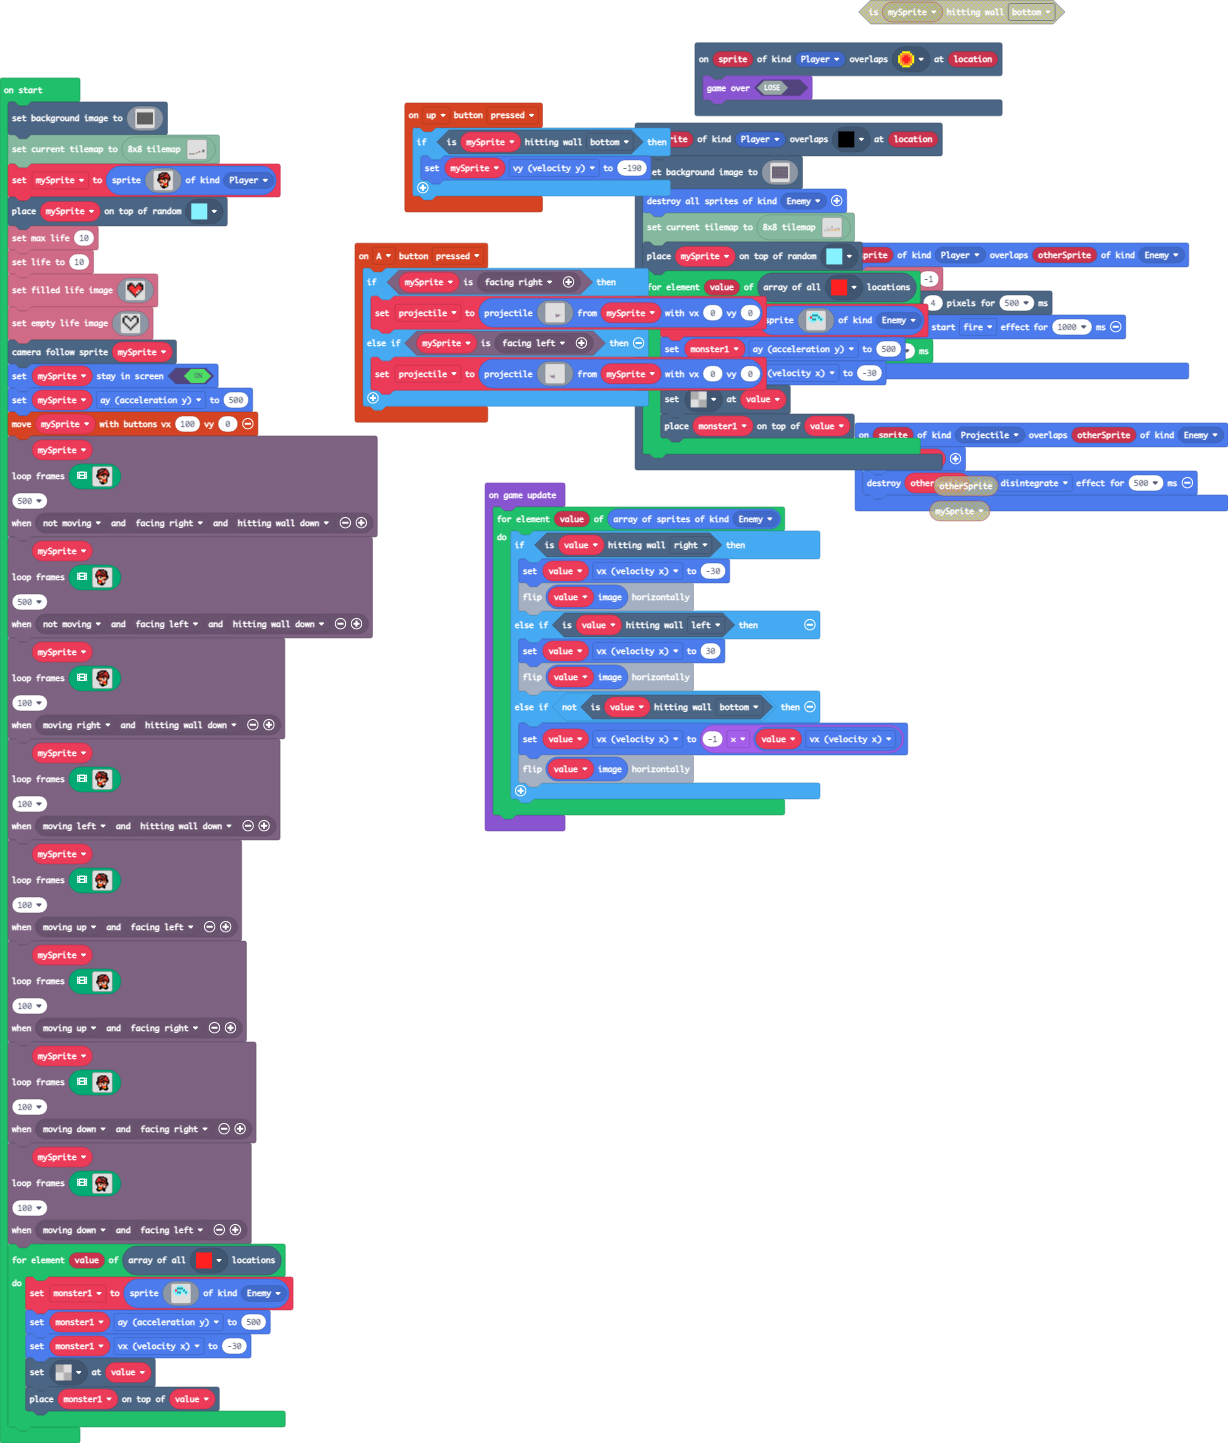 is mySprite hitting wall bottom
on sprite of kind Player overlaps at location
game over LOSE
on start
set background image to
set current tilemap to 8x8 tilemap
set mySprite to sprite of kind Player
place mySprite on top of random
set max life 10
set life to 10
set filled life image
set empty life image
camera follow sprite mySprite
set mySprite stay in screen ON
set mySprite ay (acceleration y) to 500
move mySprite with buttons vx 100 vy 0
mySprite
loop frames
500
when not moving and facing right and hitting wall down
mySprite
loop frames
500
when not moving and facing left and hitting wall down
mySprite
loop frames
100
when moving right and hitting wall down
mySprite
loop frames
100
when moving left and hitting wall down
mySprite
loop frames
100
when moving up and facing left
mySprite
loop frames
100
when moving up and facing right
mySprite
loop frames
100
when moving down and facing right
mySprite
loop frames
100
when moving down and facing left
for element value of array of all locations
do
set monster1 to sprite of kind Enemy
set monster1 ay (acceleration y) to 500
set monster1 vx (velocity x) to -30
set at value
place monster1 on top of value
on up button pressed
if is mySprite hitting wall bottom then
set mySprite vy (velocity y) to -190
on A button pressed
if mySprite is facing right then
set projectile to projectile from mySprite with vx 0 vy 0
else if mySprite is facing left then
set projectile to projectile from mySprite with vx 0 vy 0
rite of kind Player overlaps at location
et background image to
destroy all sprites of kind Enemy
set current tilemap to 8x8 tilemap
place mySprite on top of random
for element value of array of all locations
prite of kind Enemy
set monster1 ay (acceleration y) to 500
(velocity x) to -30
set at value
place monster1 on top of value
prite of kind Player overlaps otherSprite of kind Enemy
-1
4 pixels for 500 ms
start fire effect for 1000 ms
ms
on sprite of kind Projectile overlaps otherSprite of kind Enemy
destroy other disintegrate effect for 500 ms
otherSprite
mySprite
on game update
for element value of array of sprites of kind Enemy
do
if is value hitting wall right then
set value vx (velocity x) to -30
flip value image horizontally
else if is value hitting wall left then
set value vx (velocity x) to 30
flip value image horizontally
else if not is value hitting wall bottom then
set value vx (velocity x) to -1 x value vx (velocity x)
flip value image horizontally